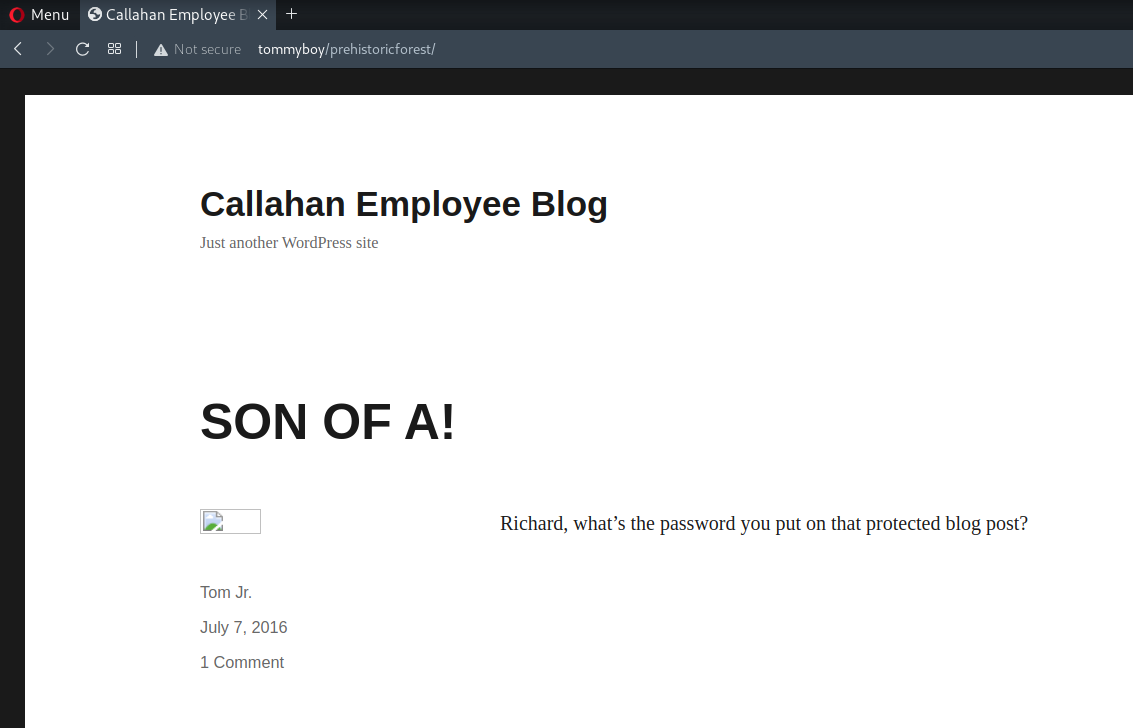 Menu
Callahan Employee B
Not secure
tommyboy/prehistoricforest/
Callahan Employee Blog
Just another WordPress site
SON OF A!
Richard, what’s the password you put on that protected blog post?
Tom Jr.
July 7, 2016
1 Comment